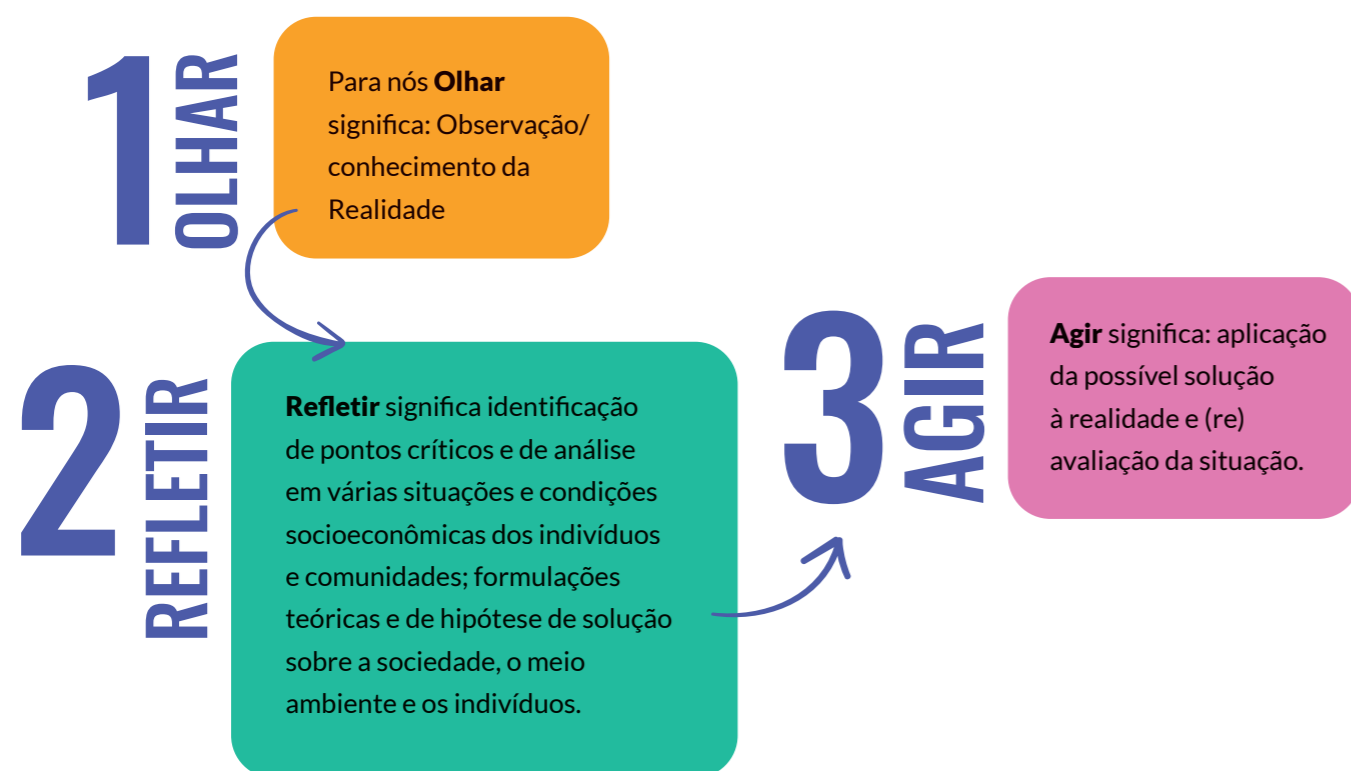 1
OLHAR
Para nós Olhar
significa: Observação/
conhecimento da
Realidade
2
REFLETIR
Refletir significa identificação
de pontos críticos e de análise
em várias situações e condições
socioeconômicas dos indivíduos
e comunidades; formulações
teóricas e de hipótese de solução
sobre a sociedade, o meio
ambiente e os indivíduos.
3
AGIR
Agir significa: aplicação
da possível solução
à realidade e (re)
avaliação da situação.